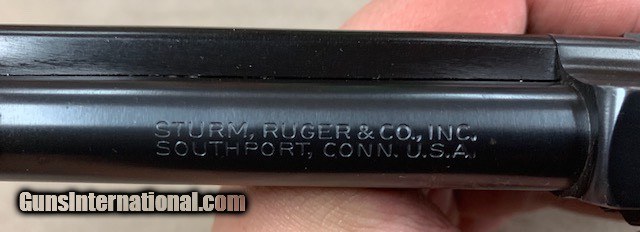 STURM, RUGER & CO., INC.
SOUTHPORT, CONN. U.S.A.
GunsInternational.com